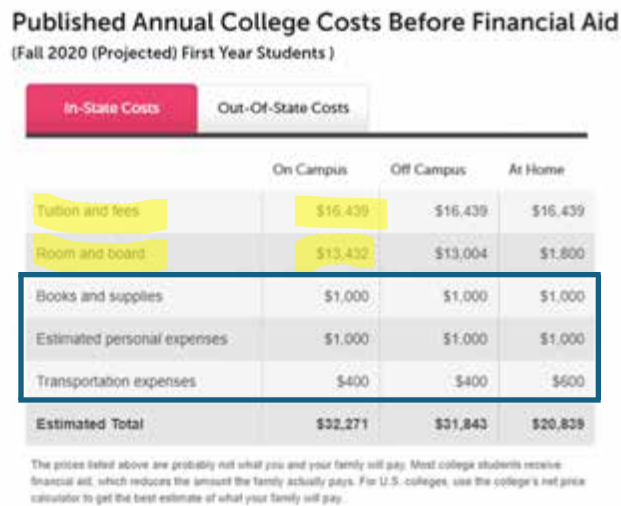 Published Annual College Costs Before Financial Aid
(Fall 2020 (Projected) First Year Students )
In-State Costs Out-Of-State Costs
On Campus Off Campus At Home
Tuition and fees $16,439 $16,439 $16,439
Room and board $13,432 $13,004 $1,800
Books and supplies $1,000 $1,000 $1,000
Estimated personal expenses $1,000 $1,000 $1,000
Transportation expenses $400 $400 $600
Estimated Total $32,271 $31,843 $20,839
The prices listed above are probably not what you and your family will pay. Most college students receive
financial aid, which reduces the amount the family actually pays. For U.S. colleges, use the college's net price
calculator to get the best estimate of what your family will pay.